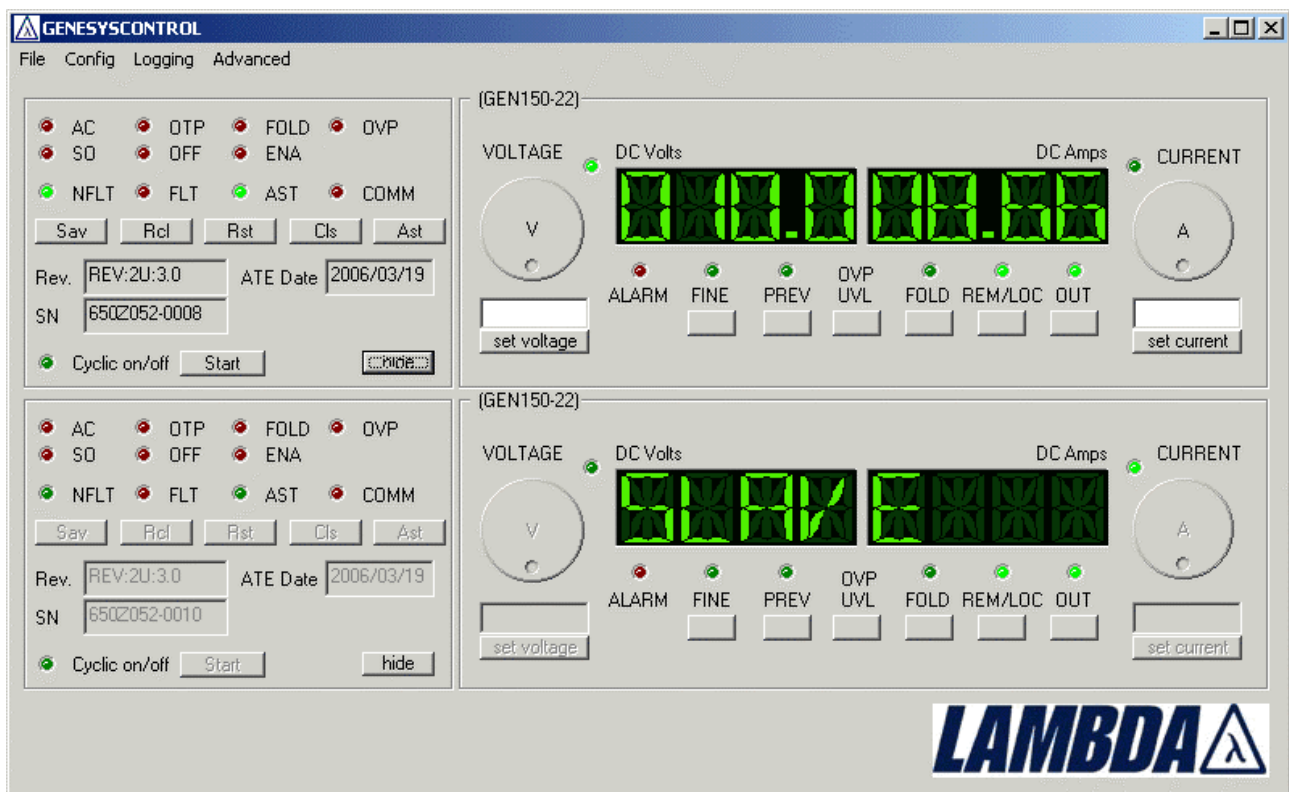 GENESYSCONTROL
File Config Logging Advanced
AC OTP FOLD OVP
SO OFF ENA
NFLT FLT AST COMM
Sav Rcl Rst Cls Ast
Rev. REV:2U:3.0 ATE Date 2006/03/19
SN 650Z052-0008
Cyclic on/off Start hide
(GEN150-22)
VOLTAGE DC Volts DC Amps CURRENT
V A
ALARM FINE PREV OVP UVL FOLD REM/LOC OUT
set voltage set current
AC OTP FOLD OVP
SO OFF ENA
NFLT FLT AST COMM
Sav Rcl Rst Cls Ast
Rev. REV:2U:3.0 ATE Date 2006/03/19
SN 650Z052-0010
Cyclic on/off Start hide
(GEN150-22)
VOLTAGE DC Volts DC Amps CURRENT
V SLAVE A
ALARM FINE PREV OVP UVL FOLD REM/LOC OUT
set voltage set current
LAMBDA λ